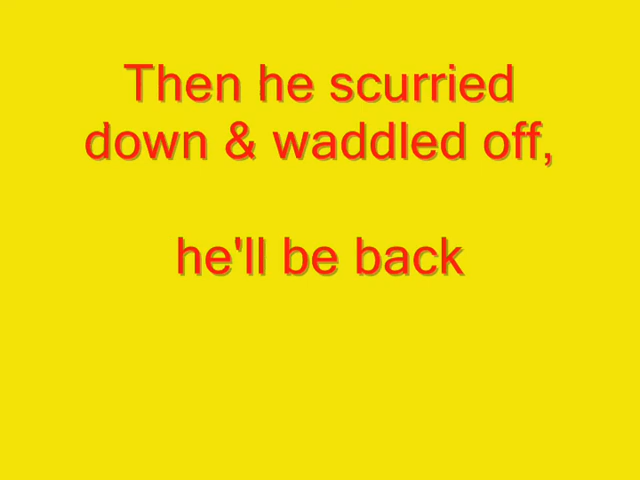 Then he scurried
down & waddled off,
he'll be back